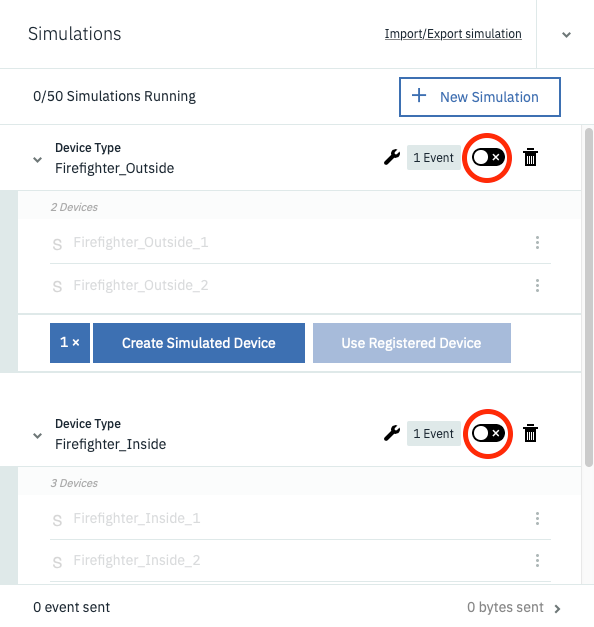 Simulations
Import/Export simulation
0/50 Simulations Running
New Simulation
Device Type
Firefighter_Outside
1 Event
2 Devices
S Firefighter_Outside_1
S Firefighter_Outside_2
1 ×
Create Simulated Device
Use Registered Device
Device Type
Firefighter_Inside
1 Event
3 Devices
S Firefighter_Inside_1
S Firefighter_Inside_2
0 event sent
0 bytes sent